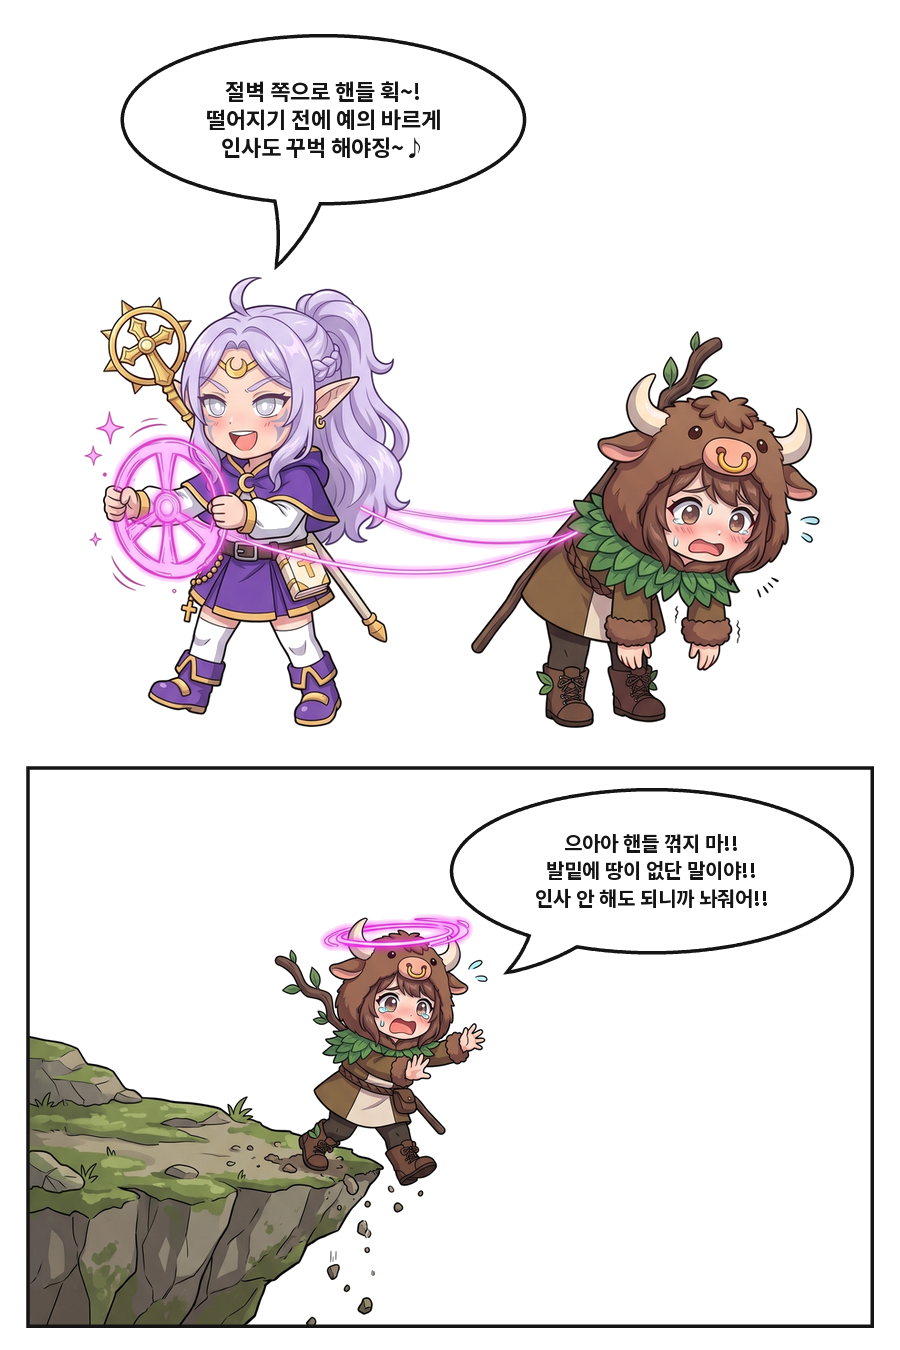 절벽 쪽으로 핸들 휙~!
떨어지기 전에 예의 바르게
인사도 꾸벅 해야징~♪
으아아 핸들 꺾지 마!!
발밑에 땅이 없단 말이야!!
인사 안 해도 되니까 놔줘어!!